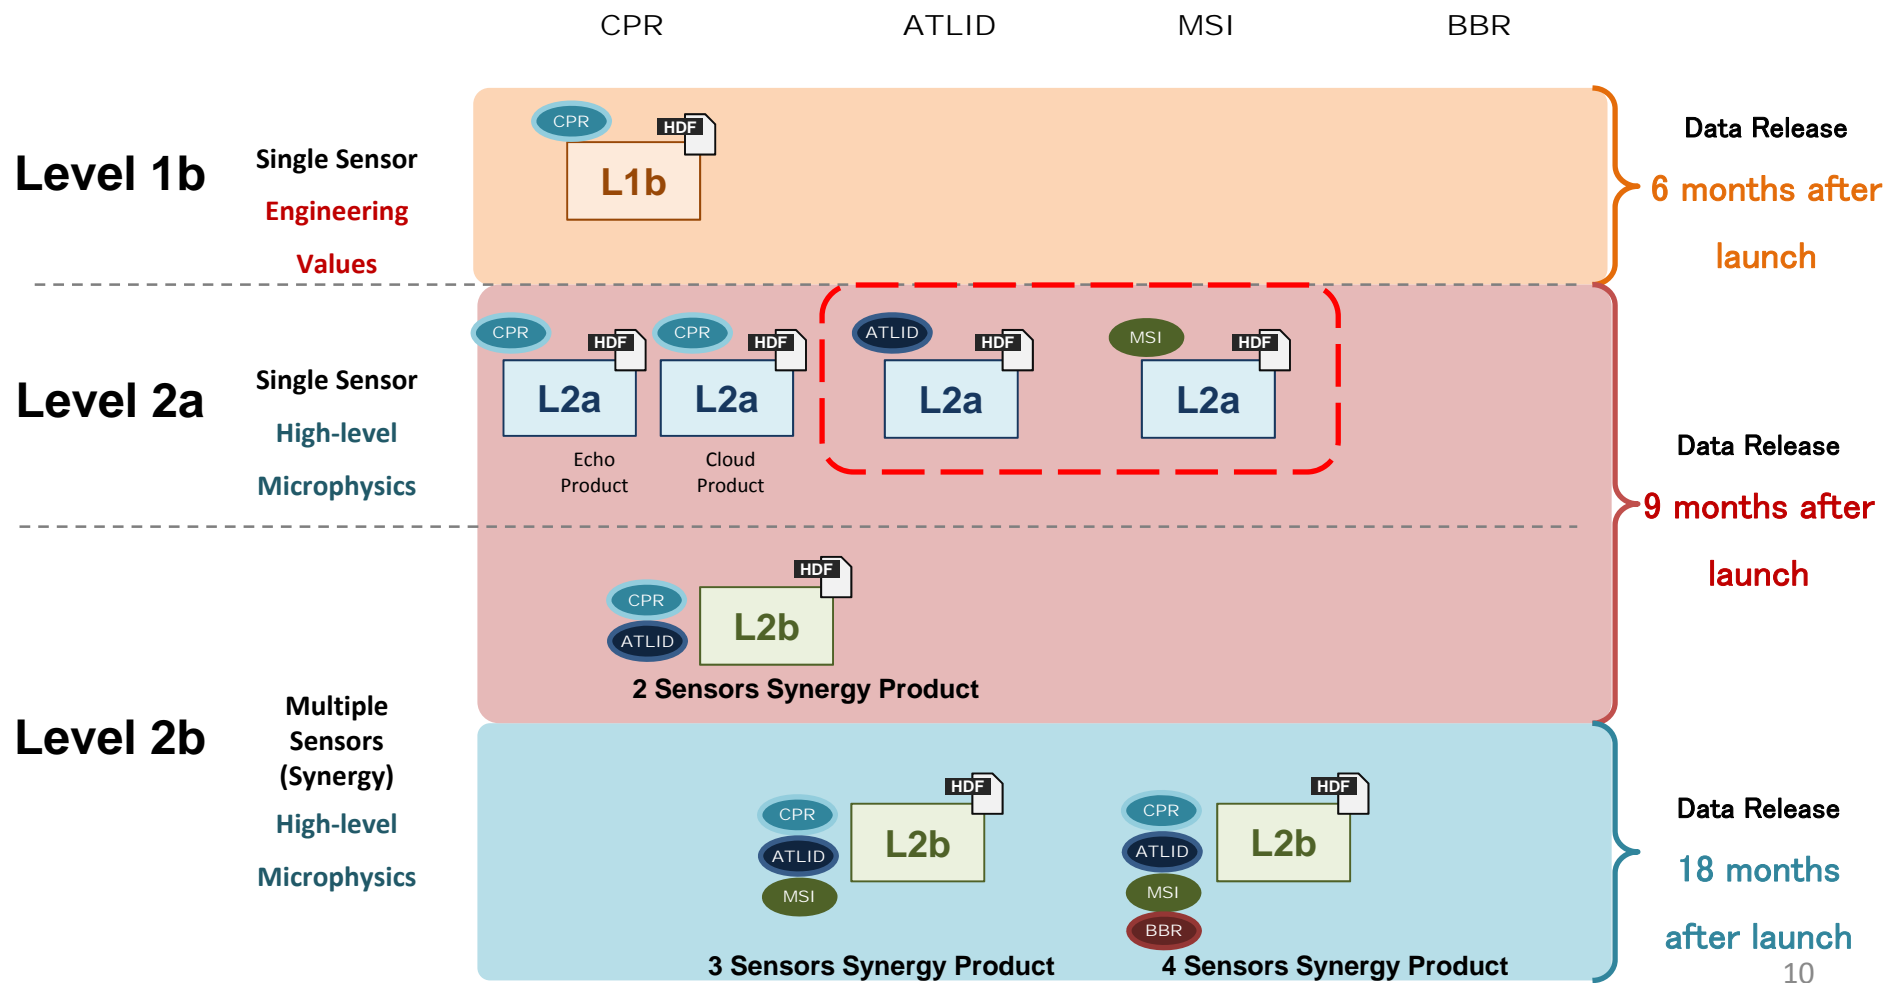 CPR ATLID MSI BBR
Level 1b
Single Sensor
Engineering
Values
CPR
HDF
L1b
Data Release
6 months after
launch
Level 2a
Single Sensor
High-level
Microphysics
CPR
HDF
L2a
Echo
Product
CPR
HDF
L2a
Cloud
Product
ATLID
HDF
L2a
MSI
HDF
L2a
Data Release
9 months after
launch
Level 2b
Multiple
Sensors
(Synergy)
High-level
Microphysics
CPR
ATLID
HDF
L2b
2 Sensors Synergy Product
CPR
ATLID
MSI
HDF
L2b
3 Sensors Synergy Product
CPR
ATLID
MSI
BBR
HDF
L2b
4 Sensors Synergy Product
Data Release
18 months
after launch
10